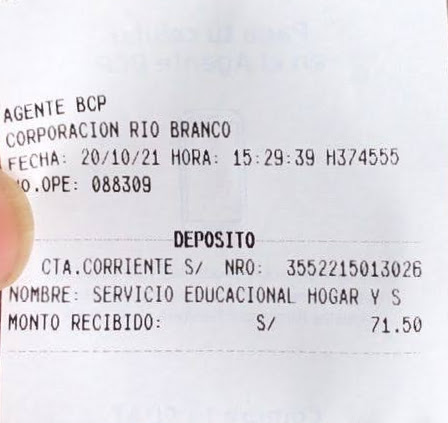 AGENTE BCP
CORPORACION RIO BRANCO
FECHA: 20/10/21 HORA: 15:29:39 H374555
NO.OPE: 088309
DEPOSITO
CTA.CORRIENTE S/ NRO: 3552215013026
NOMBRE: SERVICIO EDUCACIONAL HOGAR Y S
MONTO RECIBIDO: S/ 71.50